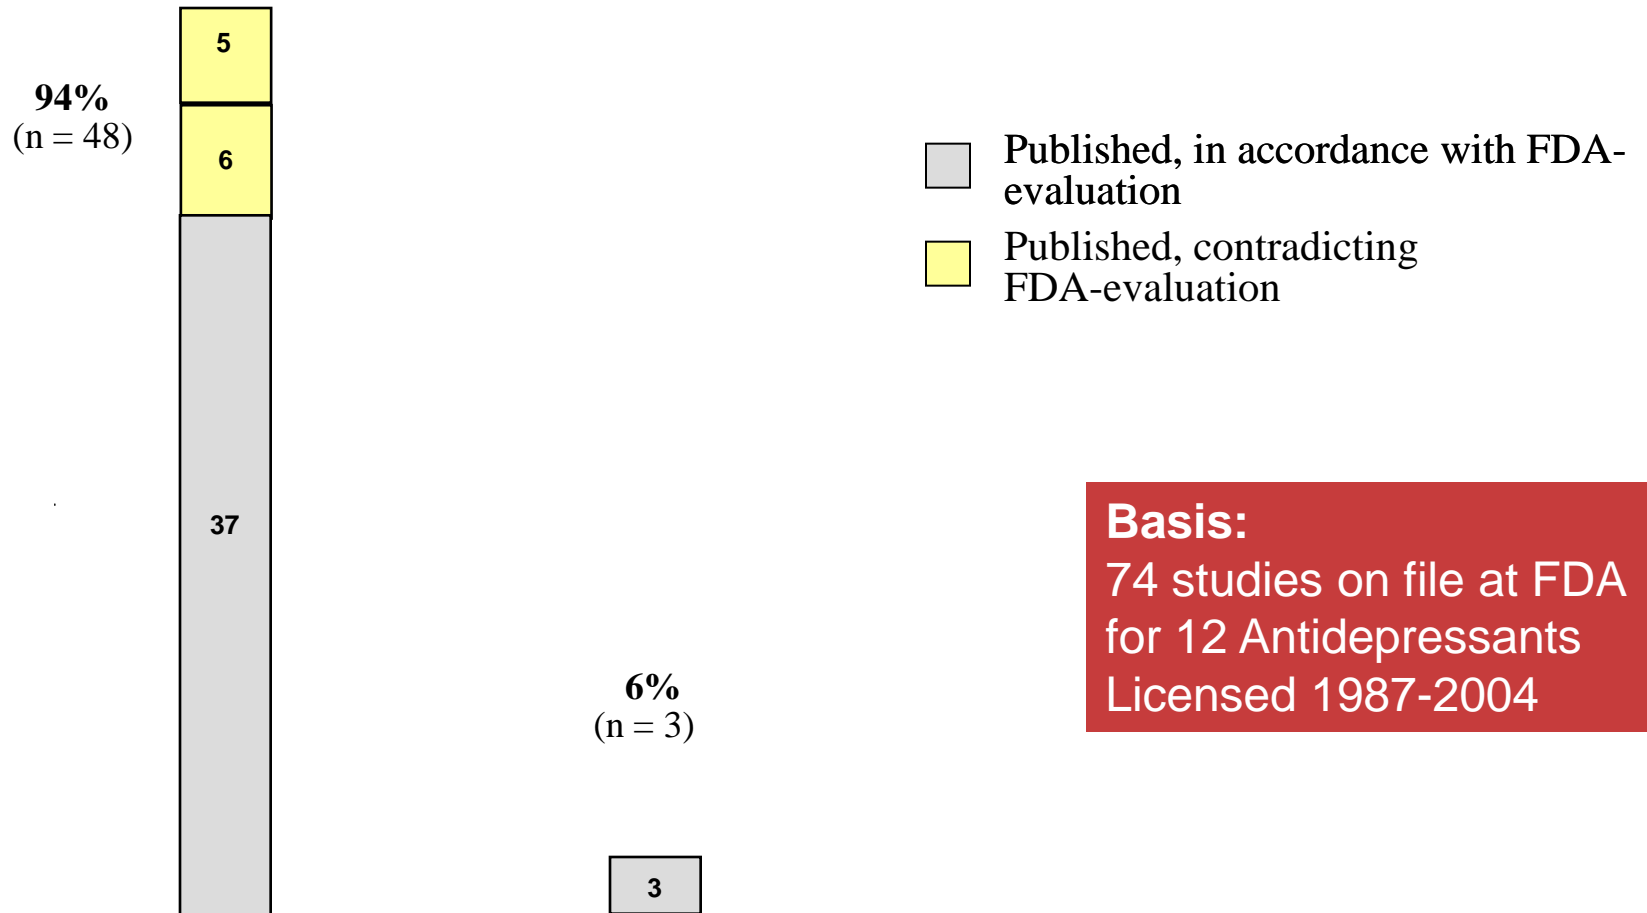 5
94%
(n = 48)
6
37
6%
(n = 3)
3
Published, in accordance with FDA-
evaluation
Published, contradicting
FDA-evaluation
Basis:
74 studies on file at FDA
for 12 Antidepressants
Licensed 1987-2004